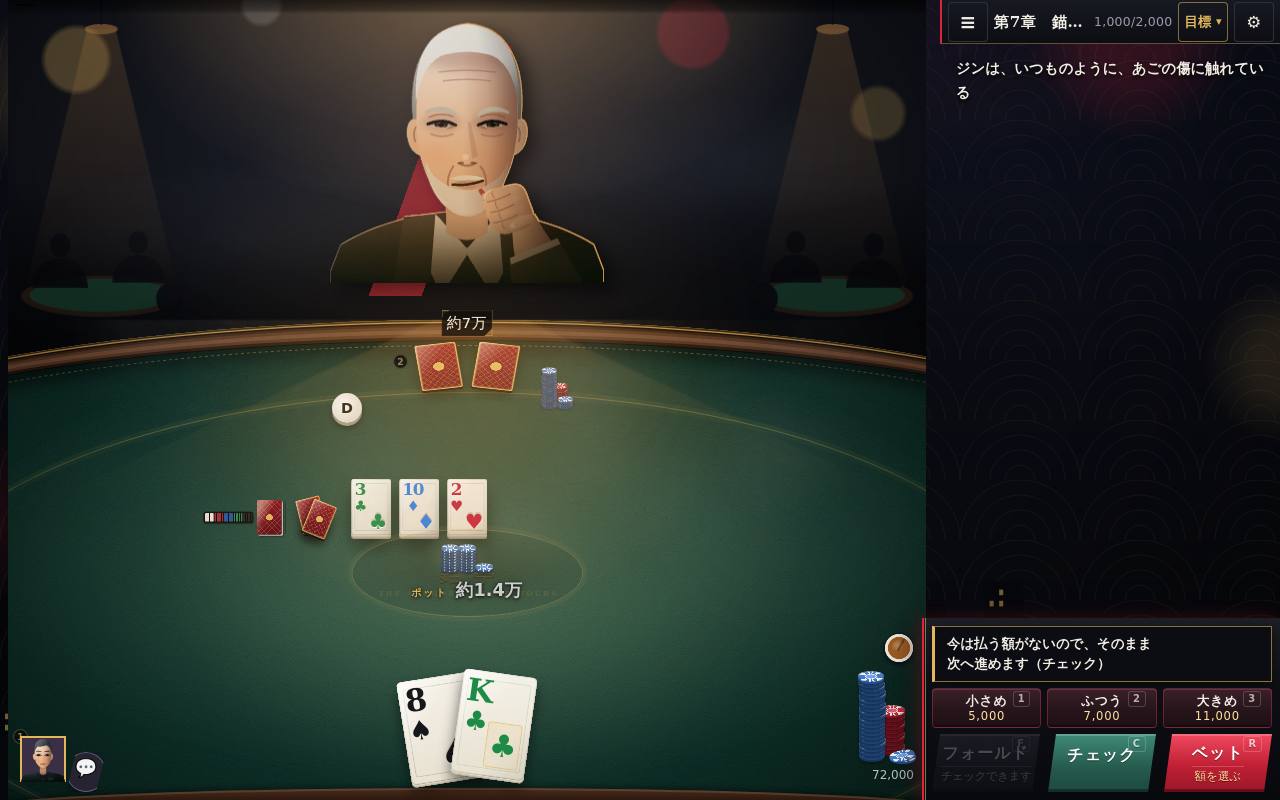 第7章　錨… 1,000/2,000 目標 ▾
ジンは、いつものように、あごの傷に触れてい
る
約7万
2
D
3
10
2
ポット 約1.4万
8
K
72,000
今は払う額がないので、そのまま
次へ進めます（チェック）
小さめ 1
5,000
ふつう 2
7,000
大きめ 3
11,000
フォールド F
チェックできます
チェック C
ベット R
額を選ぶ